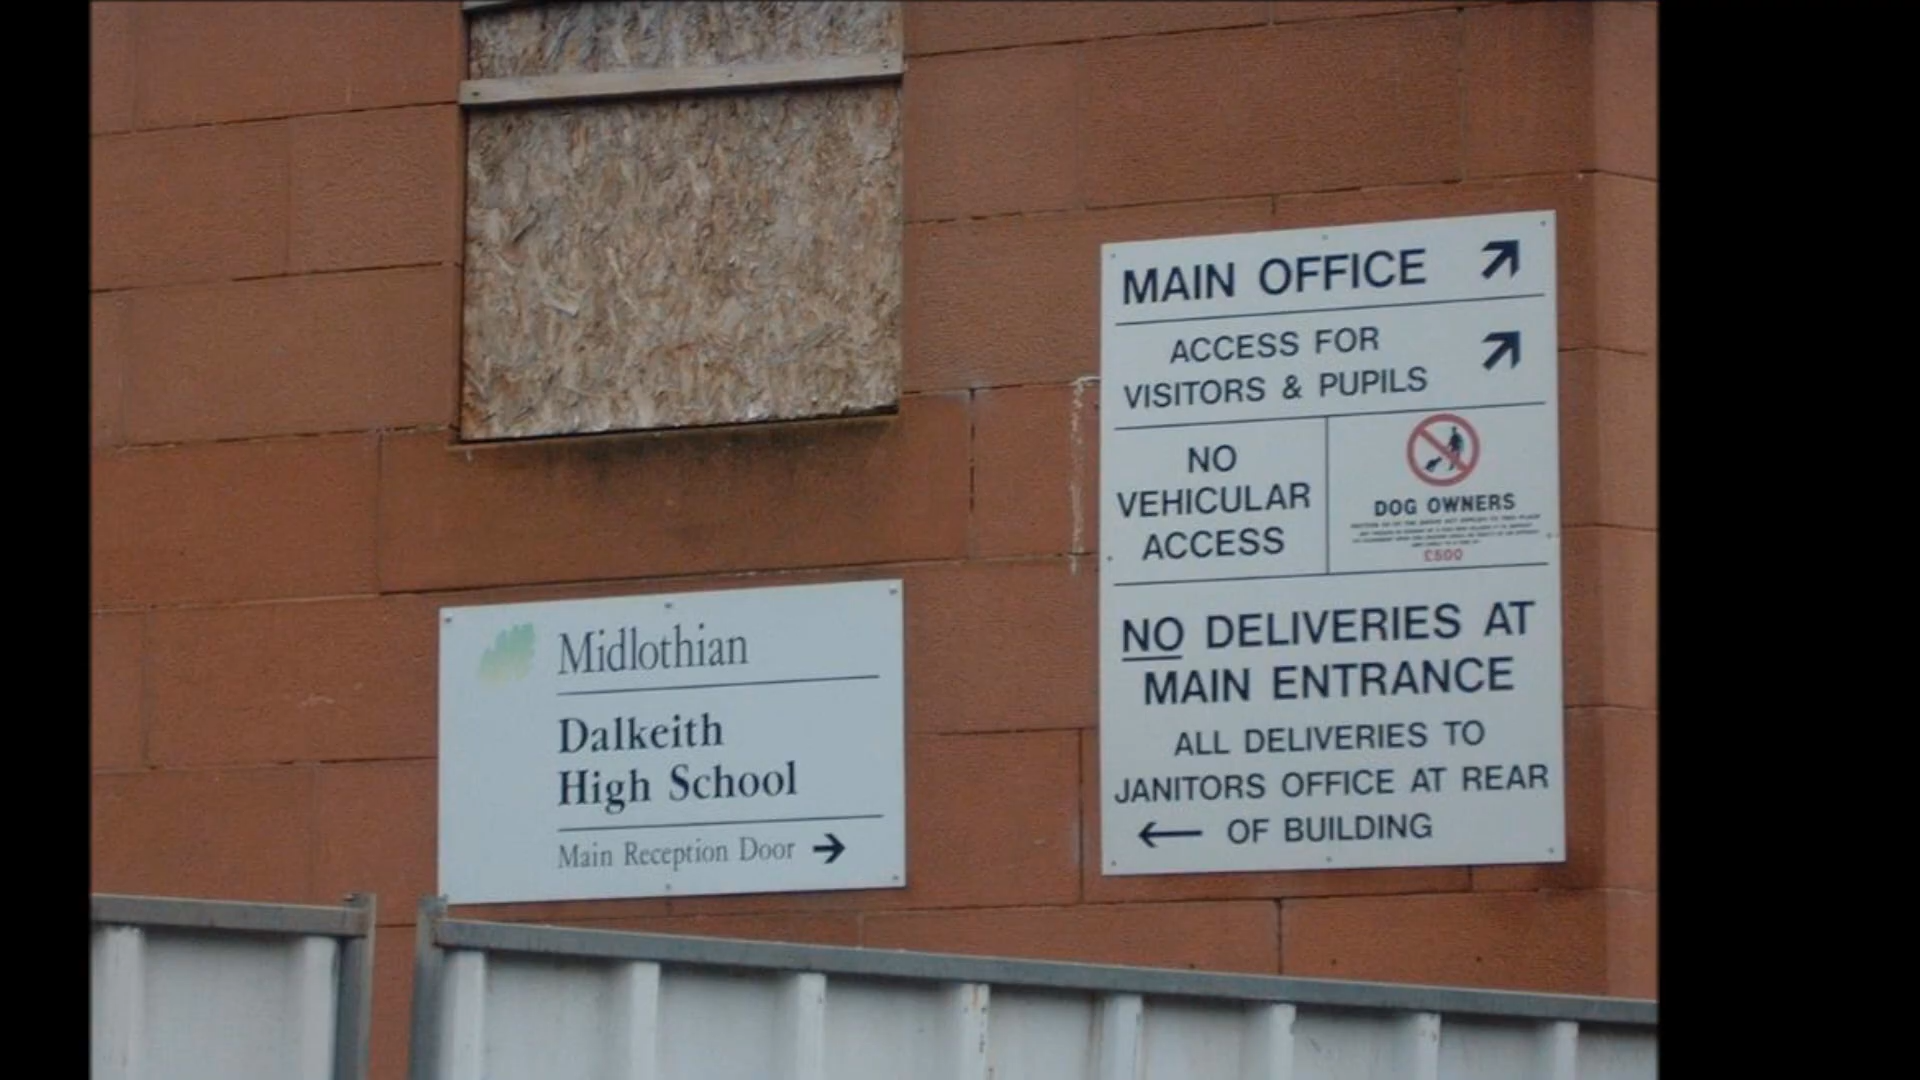 Midlothian
Dalkeith
High School
Main Reception Door
MAIN OFFICE
ACCESS FOR
VISITORS & PUPILS
NO
VEHICULAR
ACCESS
DOG OWNERS
£500
NO DELIVERIES AT
MAIN ENTRANCE
ALL DELIVERIES TO
JANITORS OFFICE AT REAR
OF BUILDING